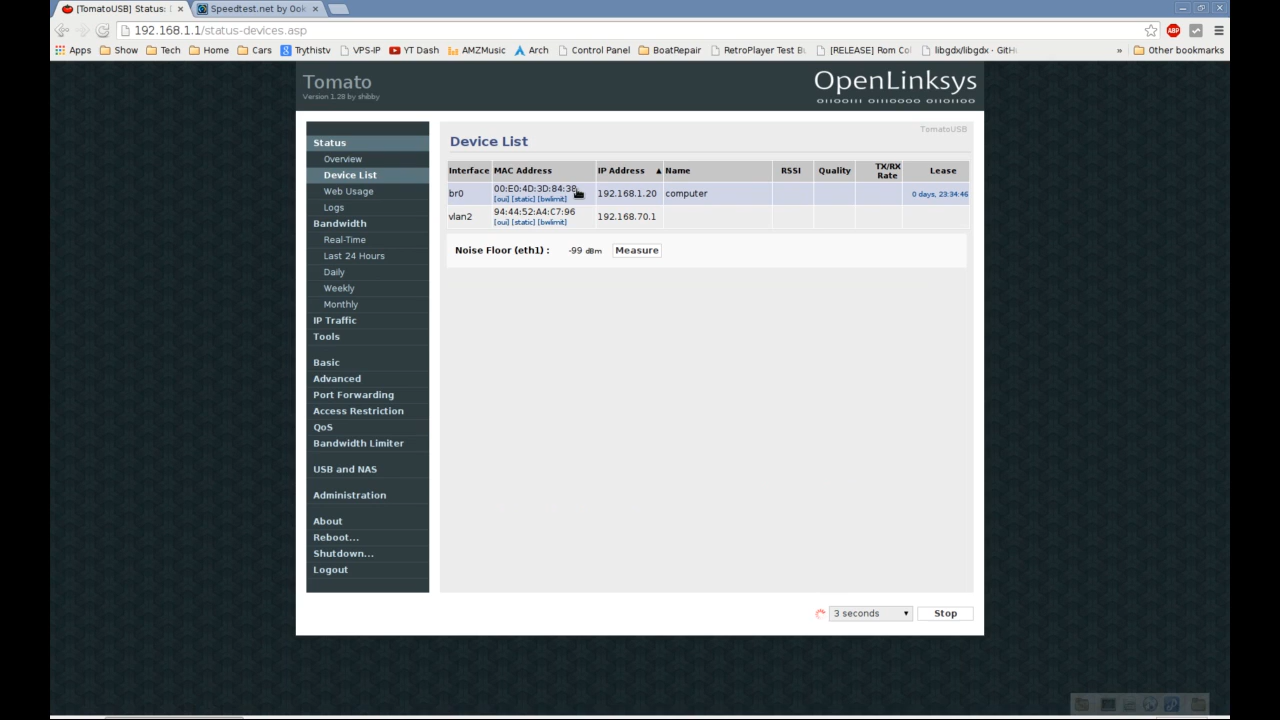 [TomatoUSB] Status: 
Speedtest.net by Ook
192.168.1.1/status-devices.asp
Apps Show Tech Home Cars Trythistv VPS-IP YT Dash AMZMusic Arch Control Panel BoatRepair RetroPlayer Test B [RELEASE] Rom Col libgdx/libgdx · GitH » Other bookmarks
ABP
Tomato
Version 1.28 by shibby
OpenLinksys
TomatoUSB
Status
Overview
Device List
Web Usage
Logs
Bandwidth
Real-Time
Last 24 Hours
Daily
Weekly
Monthly
IP Traffic
Tools
Basic
Advanced
Port Forwarding
Access Restriction
QoS
Bandwidth Limiter
USB and NAS
Administration
About
Reboot...
Shutdown...
Logout
Device List
Interface MAC Address IP Address ▲ Name RSSI Quality TX/RX Rate Lease
br0 00:E0:4D:3D:84:38 192.168.1.20 computer 0 days, 23:34:46
[oui] [static] [bwlimit]
vlan2 94:44:52:A4:C7:96 192.168.70.1
[oui] [static] [bwlimit]
Noise Floor (eth1) : -99 dBm Measure
3 seconds Stop